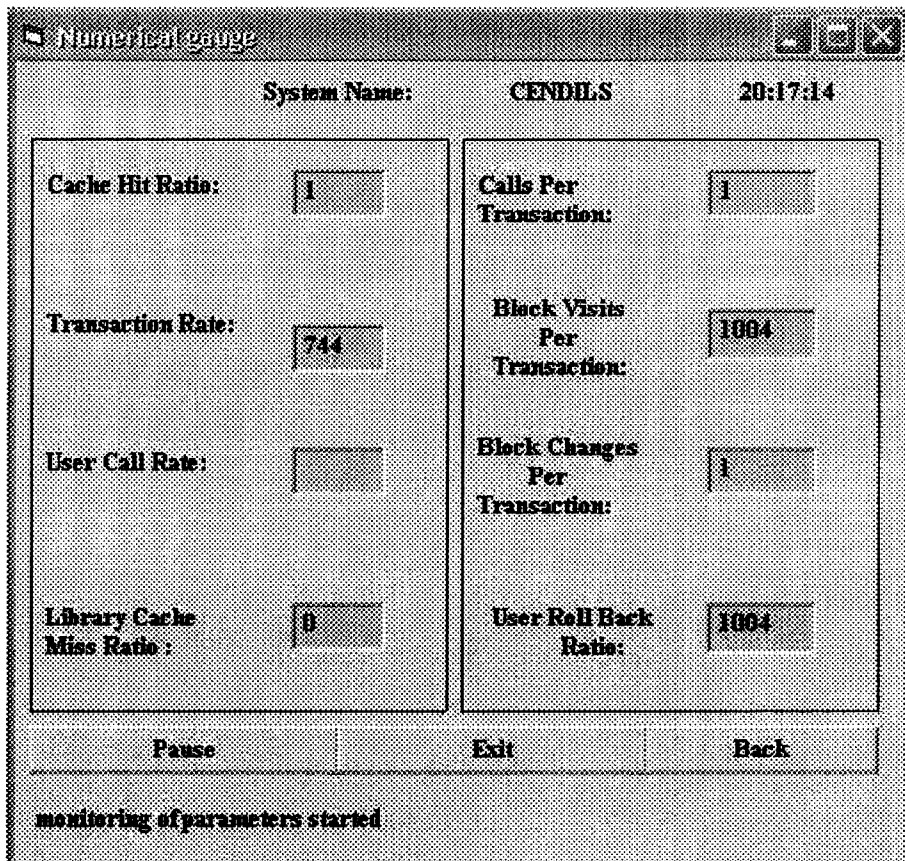 Numerical gauge
System Name: CENDILS 20:17:14
Cache Hit Ratio: 1
Transaction Rate: 744
User Call Rate:
Library Cache
Miss Ratio : 0
Calls Per
Transaction: 1
Block Visits
Per
Transaction: 1004
Block Changes
Per
Transaction: 1
User Roll Back
Ratio: 1004
Pause Exit Back
monitoring of parameters started